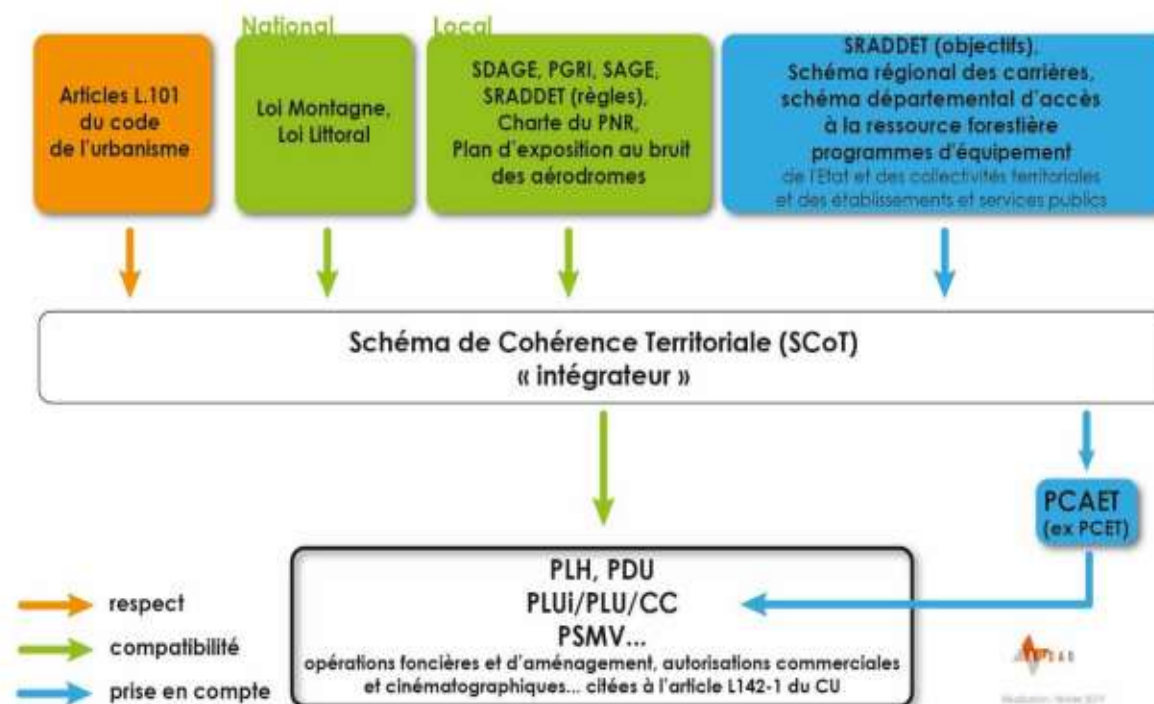 National
Local
Articles L.101
du code
de l'urbanisme
Loi Montagne,
Loi Littoral
SDAGE, PGRI, SAGE,
SRADDET (règles),
Charte du PNR,
Plan d'exposition au bruit
des aérodromes
SRADDET (objectifs),
Schéma régional des carrières,
schéma départemental d'accès
à la ressource forestière
programmes d'équipement
de l'Etat et des collectivités territoriales
et des établissements et services publics
Schéma de Cohérence Territoriale (SCoT)
« intégrateur »
PCAET
(ex PCET)
PLH, PDU
PLUi/PLU/CC
PSMV...
opérations foncières et d'aménagement, autorisations commerciales
et cinématographiques... citées à l'article L142-1 du CU
respect
compatibilité
prise en compte